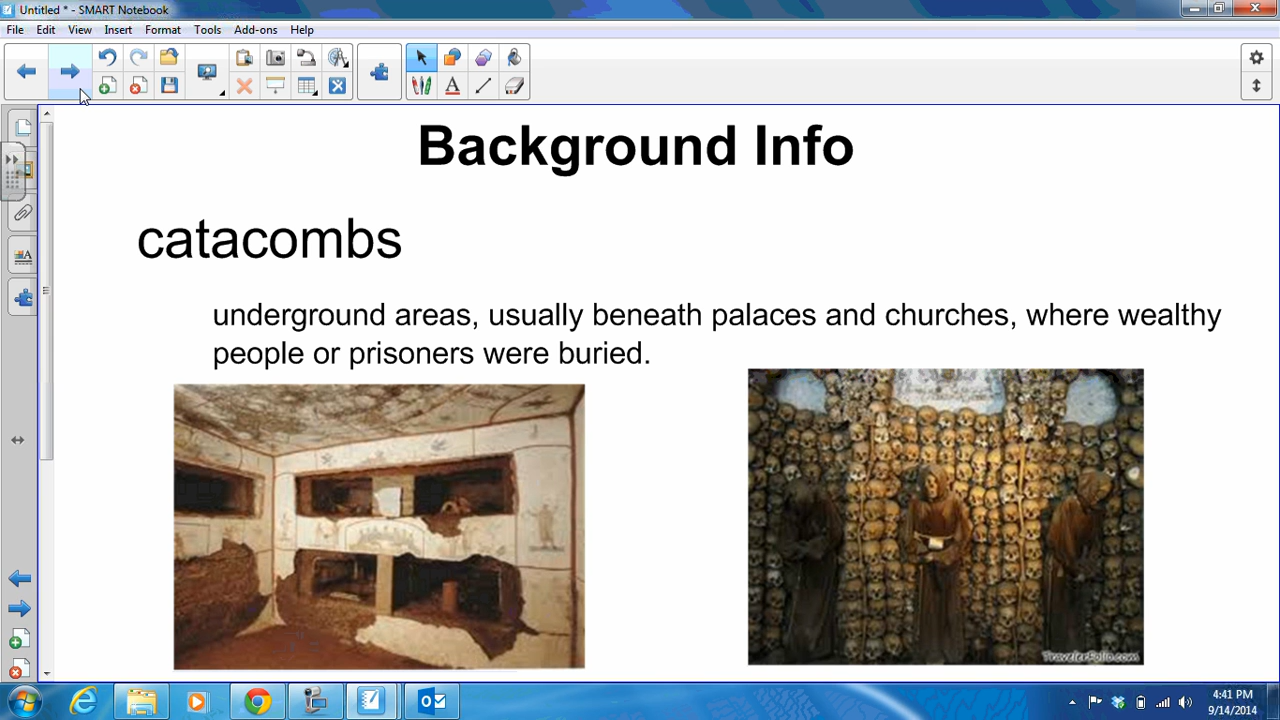 Untitled * - SMART Notebook
File Edit View Insert Format Tools Add-ons Help
Background Info
catacombs
underground areas, usually beneath palaces and churches, where wealthy
people or prisoners were buried.
TravelerFolio.com
4:41 PM
9/14/2014